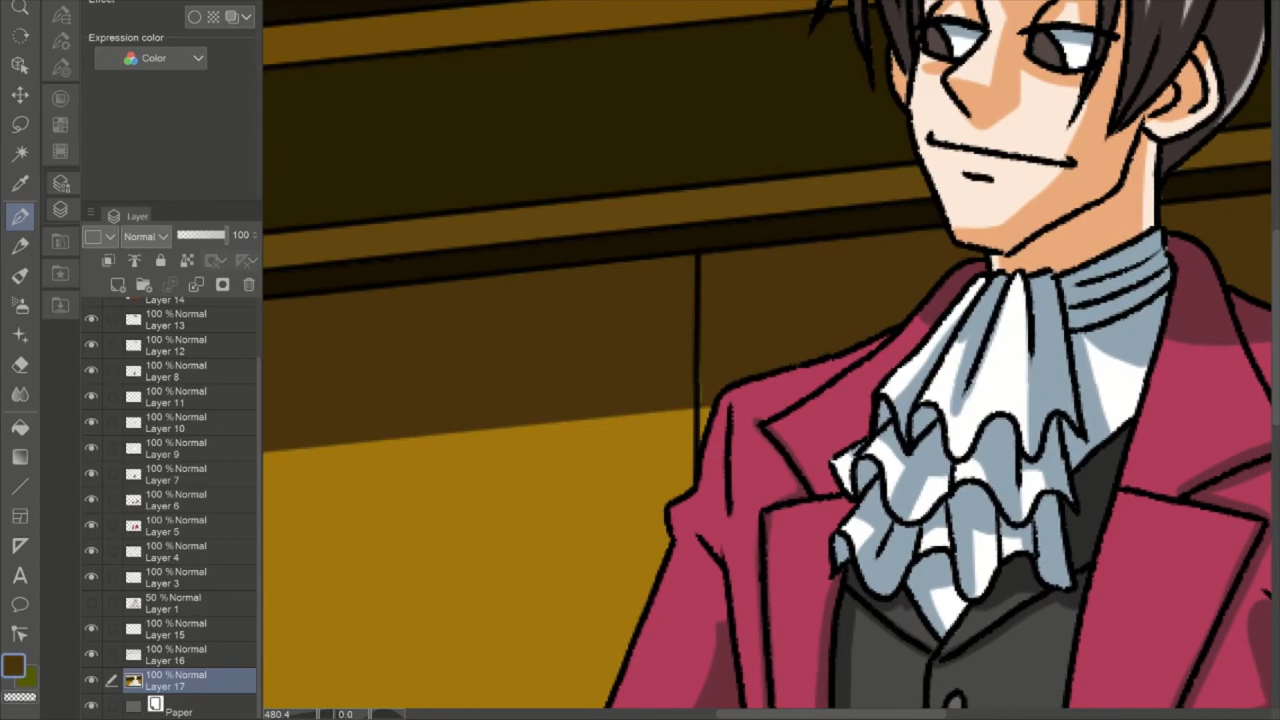 Expression color
Color
Layer
Normal 100
Layer 14
100 % Normal
Layer 13
100 % Normal
Layer 12
100 % Normal
Layer 8
100 % Normal
Layer 11
100 % Normal
Layer 10
100 % Normal
Layer 9
100 % Normal
Layer 7
100 % Normal
Layer 6
100 % Normal
Layer 5
100 % Normal
Layer 4
100 % Normal
Layer 3
50 % Normal
Layer 1
100 % Normal
Layer 15
100 % Normal
Layer 16
100 % Normal
Layer 17
Paper
480.4 0.0